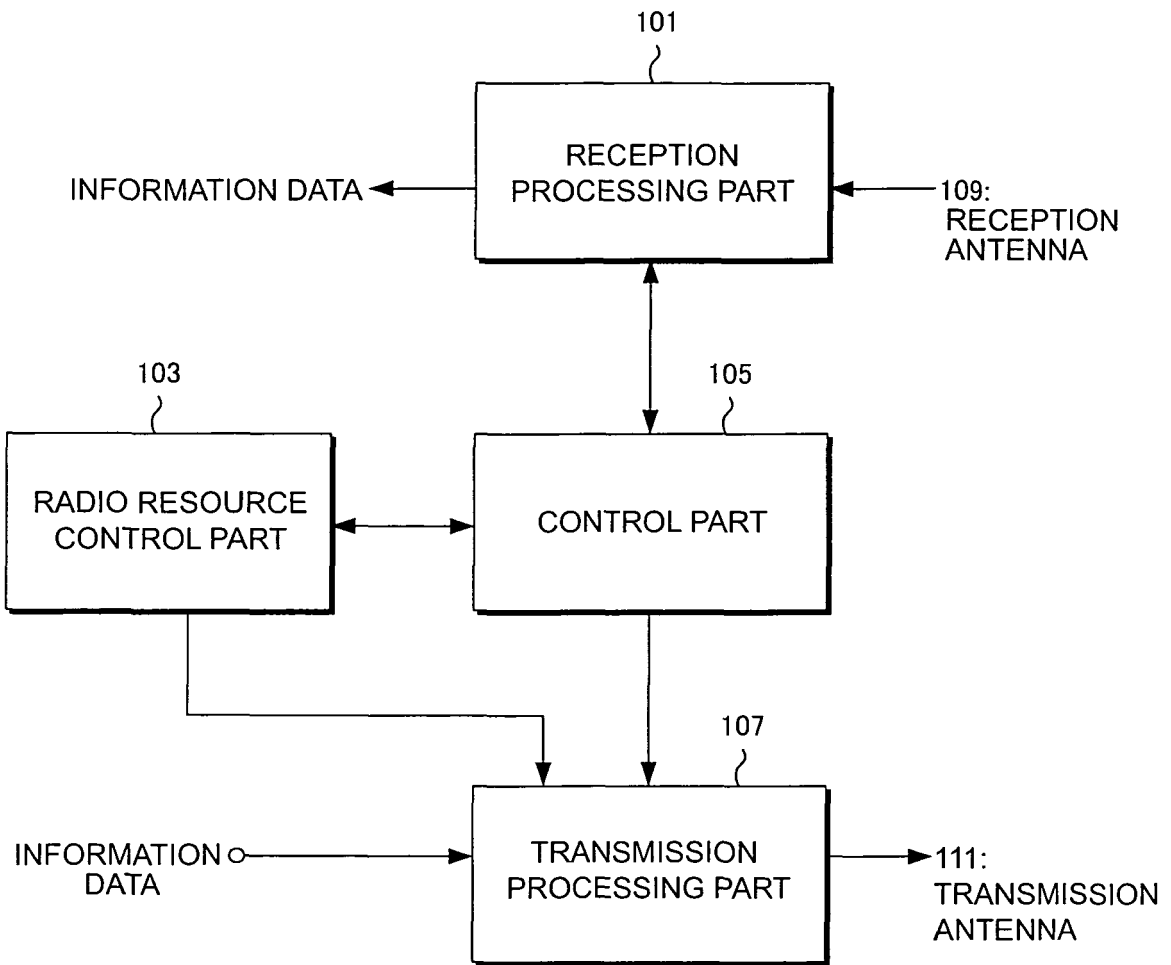 101
RECEPTION
PROCESSING PART
INFORMATION DATA
109:
RECEPTION
ANTENNA
103
105
RADIO RESOURCE
CONTROL PART
CONTROL PART
107
INFORMATION
DATA
TRANSMISSION
PROCESSING PART
111:
TRANSMISSION
ANTENNA